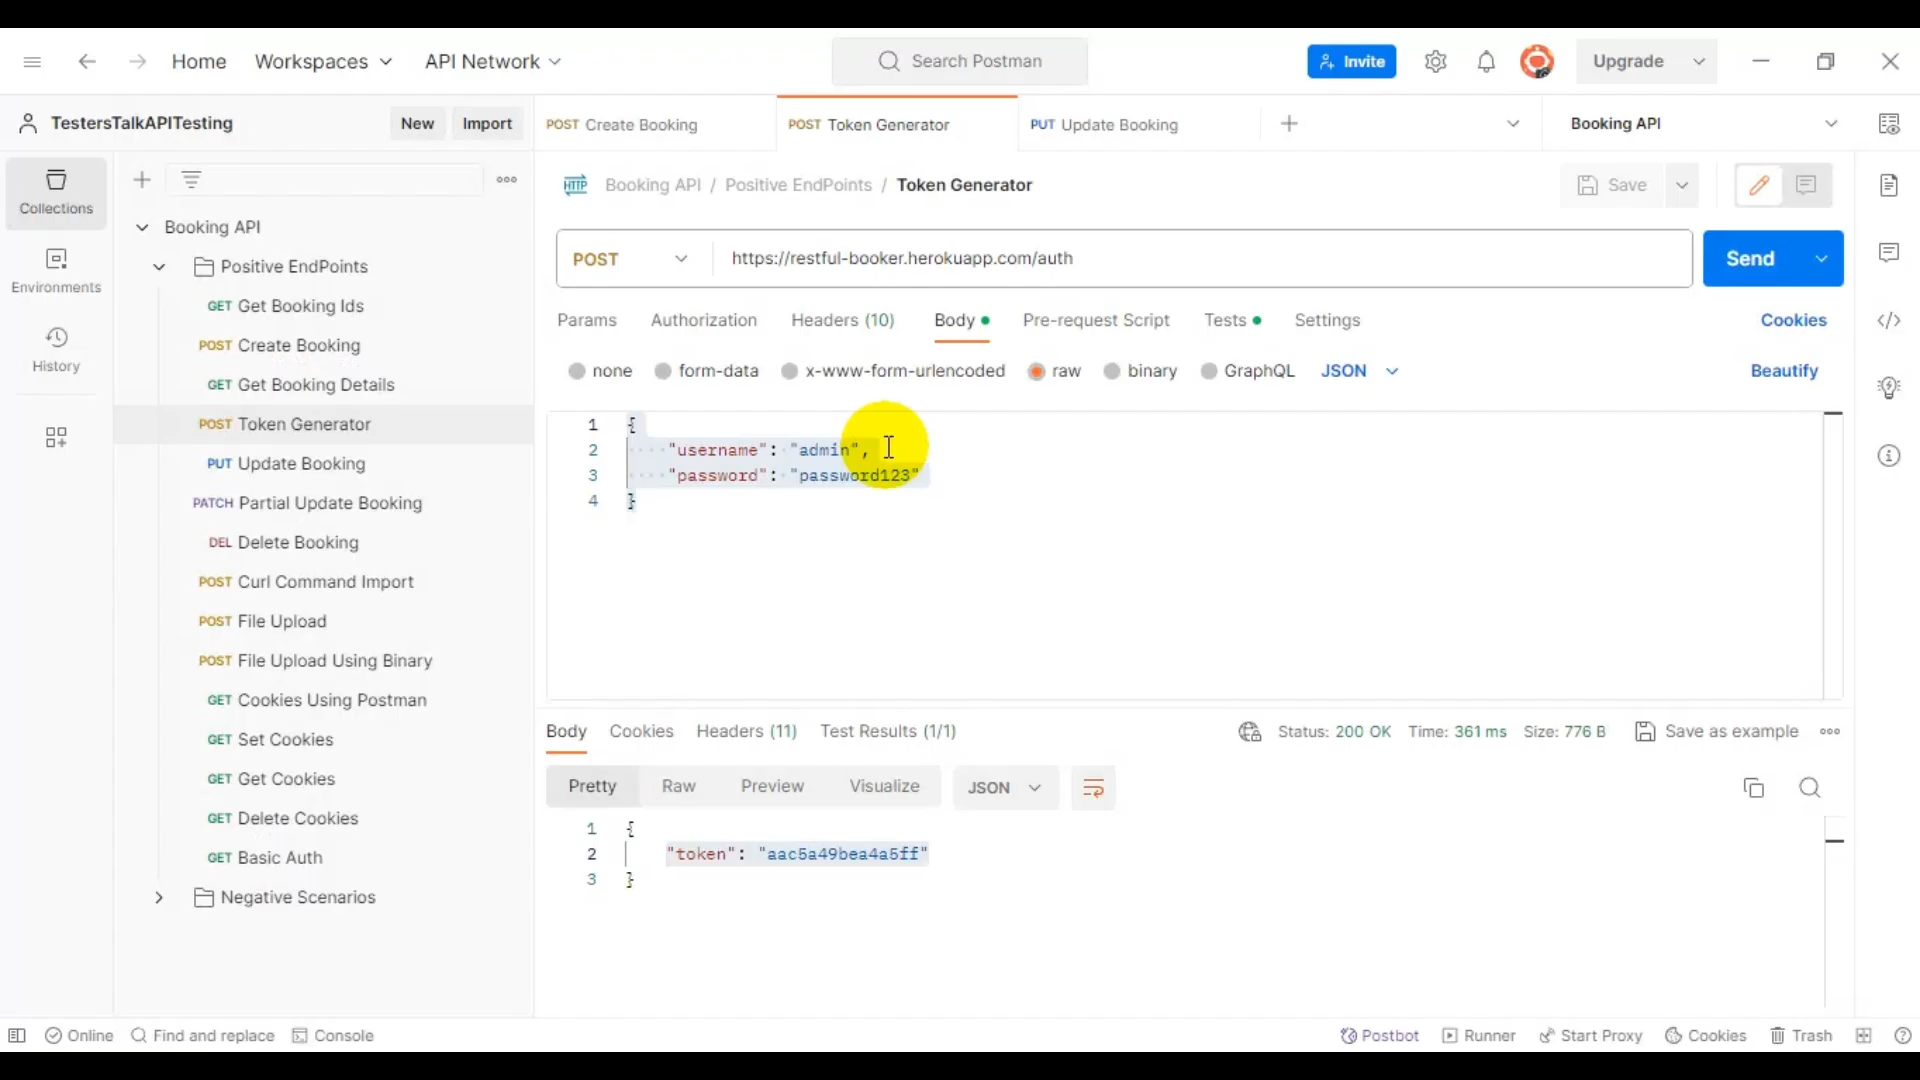 Home Workspaces API Network Search Postman Invite Upgrade
TestersTalkAPITesting New Import POST Create Booking POST Token Generator PUT Update Booking Booking API
Collections
Environments
History
Booking API
Positive EndPoints
GET Get Booking Ids
POST Create Booking
GET Get Booking Details
POST Token Generator
PUT Update Booking
PATCH Partial Update Booking
DEL Delete Booking
POST Curl Command Import
POST File Upload
POST File Upload Using Binary
GET Cookies Using Postman
GET Set Cookies
GET Get Cookies
GET Delete Cookies
GET Basic Auth
Negative Scenarios
HTTP Booking API / Positive EndPoints / Token Generator Save
POST https://restful-booker.herokuapp.com/auth Send
Params Authorization Headers (10) Body Pre-request Script Tests Settings Cookies
none form-data x-www-form-urlencoded raw binary GraphQL JSON Beautify
1 {
2 "username": "admin",
3 "password": "password123"
4 }
Body Cookies Headers (11) Test Results (1/1) Status: 200 OK Time: 361 ms Size: 776 B Save as example
Pretty Raw Preview Visualize JSON
1 {
2 "token": "aac5a49bea4a5ff"
3 }
Online Find and replace Console Postbot Runner Start Proxy Cookies Trash